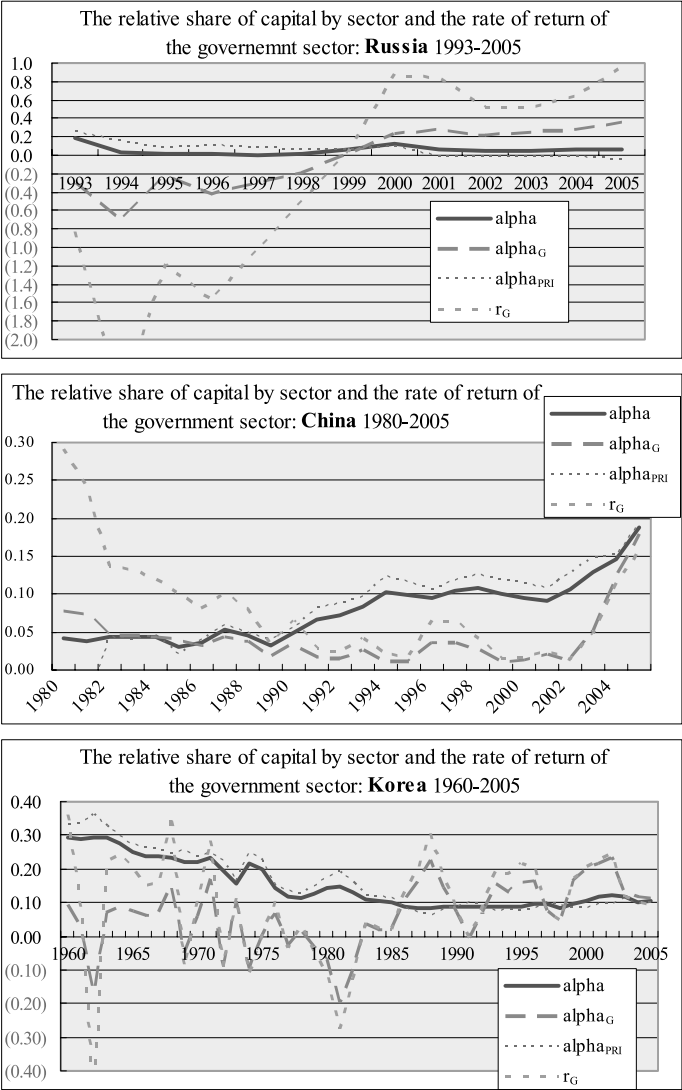 The relative share of capital by sector and the rate of return of
the governemnt sector: Russia 1993-2005
1.0
0.8
0.6
0.4
0.2
0.0
(0.2)
(0.4)
(0.6)
(0.8)
(1.0)
(1.2)
(1.4)
(1.6)
(1.8)
(2.0)
1993 1994 1995 1996 1997 1998 1999 2000 2001 2002 2003 2004 2005
alpha
alphaG
alphaPRI
rG
The relative share of capital by sector and the rate of return of
the government sector: China 1980-2005
alpha
alphaG
alphaPRI
rG
0.30
0.25
0.20
0.15
0.10
0.05
0.00
1980 1982 1984 1986 1988 1990 1992 1994 1996 1998 2000 2002 2004
The relative share of capital by sector and the rate of return of
the government sector: Korea 1960-2005
0.40
0.30
0.20
0.10
0.00
(0.10)
(0.20)
(0.30)
(0.40)
1960 1965 1970 1975 1980 1985 1990 1995 2000 2005
alpha
alphaG
alphaPRI
rG